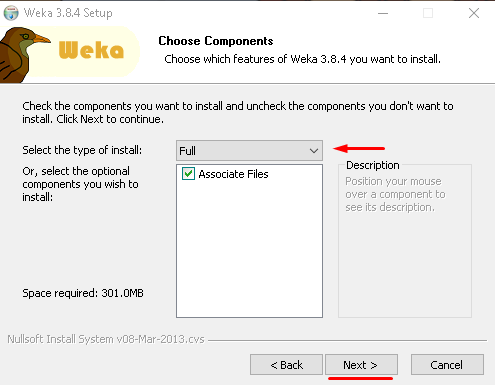 Weka 3.8.4 Setup
Weka
Choose Components
Choose which features of Weka 3.8.4 you want to install.
Check the components you want to install and uncheck the components you don't want to
install. Click Next to continue.
Select the type of install:
Full
Or, select the optional
components you wish to
install:
Associate Files
Description
Position your mouse
over a component to
see its description.
Space required: 301.0MB
Nullsoft Install System v08-Mar-2013.cvs
< Back
Next >
Cancel